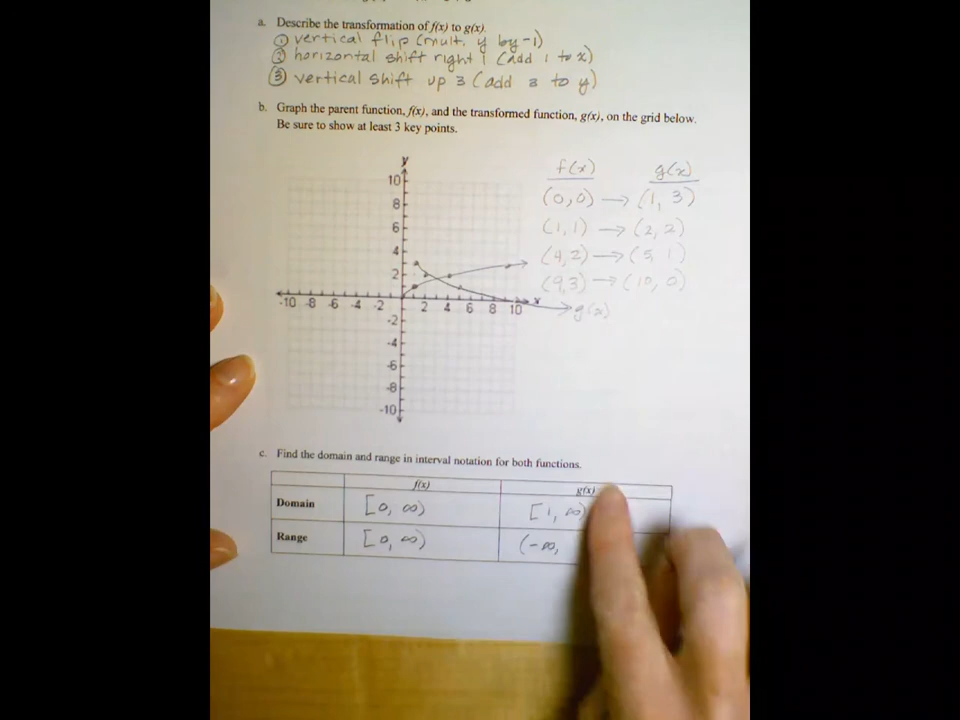 a. Describe the transformation of f(x) to g(x).
① vertical flip (mult. y by -1)
② horizontal shift right 1 (add 1 to x)
③ vertical shift up 3 (add 3 to y)
b. Graph the parent function, f(x), and the transformed function, g(x), on the grid below.
Be sure to show at least 3 key points.
f(x) g(x)
(0,0) → (1, 3)
(1,1) → (2, 2)
(4,2) → (5, 1)
(9,3) → (10, 0)
y
10
8
6
4
2
-10 -8 -6 -4 -2 2 4 6 8 10 x
g(x)
-2
-4
-6
-8
-10
c. Find the domain and range in interval notation for both functions.
f(x) g(x)
Domain [0, ∞) [1, ∞)
Range [0, ∞) (-∞,